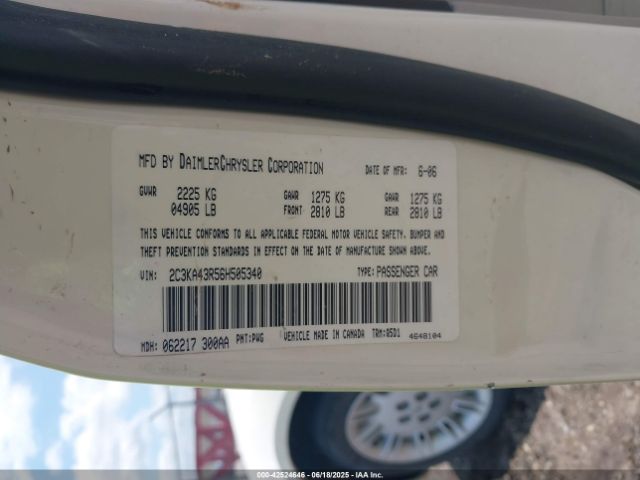 MFD BY DAIMLERCHRYSLER CORPORATION DATE OF MFR: 6-06
GVWR 2225 KG GAWR 1275 KG GAWR 1275 KG
04905 LB FRONT 2810 LB REAR 2810 LB
THIS VEHICLE CONFORMS TO ALL APPLICABLE FEDERAL MOTOR VEHICLE SAFETY, BUMPER AND
THEFT PREVENTION STANDARDS IN EFFECT ON THE DATE OF MANUFACTURE SHOWN ABOVE.
VIN: 2C3KA43R56H505340 TYPE: PASSENGER CAR
MDH: 062217 300AA PNT: PWG VEHICLE MADE IN CANADA TRM: A5D1 4648104
000-42524646 - 06/18/2025 - IAA Inc.